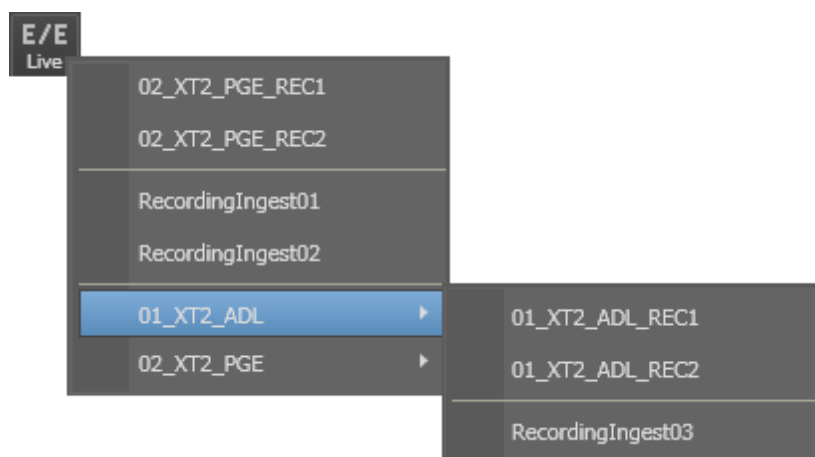 E/E
Live
02_XT2_PGE_REC1
02_XT2_PGE_REC2
RecordingIngest01
RecordingIngest02
01_XT2_ADL
02_XT2_PGE
01_XT2_ADL_REC1
01_XT2_ADL_REC2
RecordingIngest03